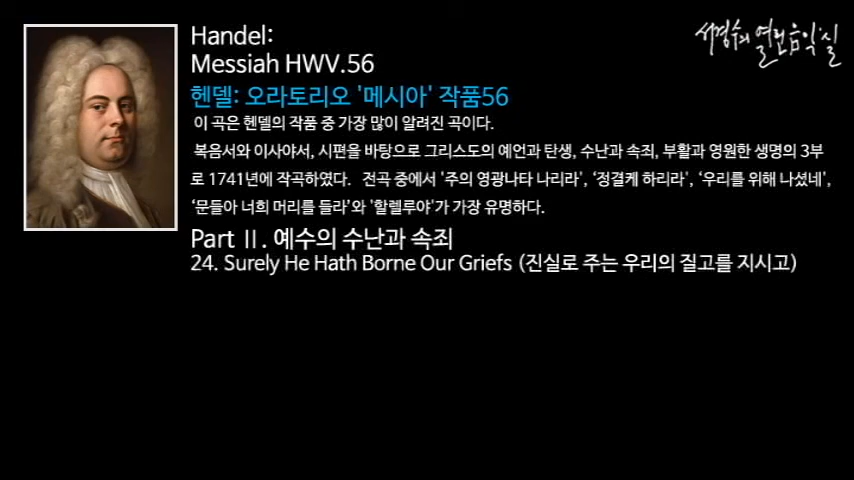 Handel:
Messiah HWV.56
헨델: 오라토리오 '메시아' 작품56
이 곡은 헨델의 작품 중 가장 많이 알려진 곡이다.
복음서와 이사야서, 시편을 바탕으로 그리스도의 예언과 탄생, 수난과 속죄, 부활과 영원한 생명의 3부
로 1741년에 작곡하였다. 전곡 중에서 '주의 영광나타 나리라', ‘정결케 하리라', ‘우리를 위해 나셨네',
‘문들아 너희 머리를 들라'와 '할렐루야'가 가장 유명하다.
Part Ⅱ. 예수의 수난과 속죄
24. Surely He Hath Borne Our Griefs (진실로 주는 우리의 질고를 지시고)
서경수의 열린음악실